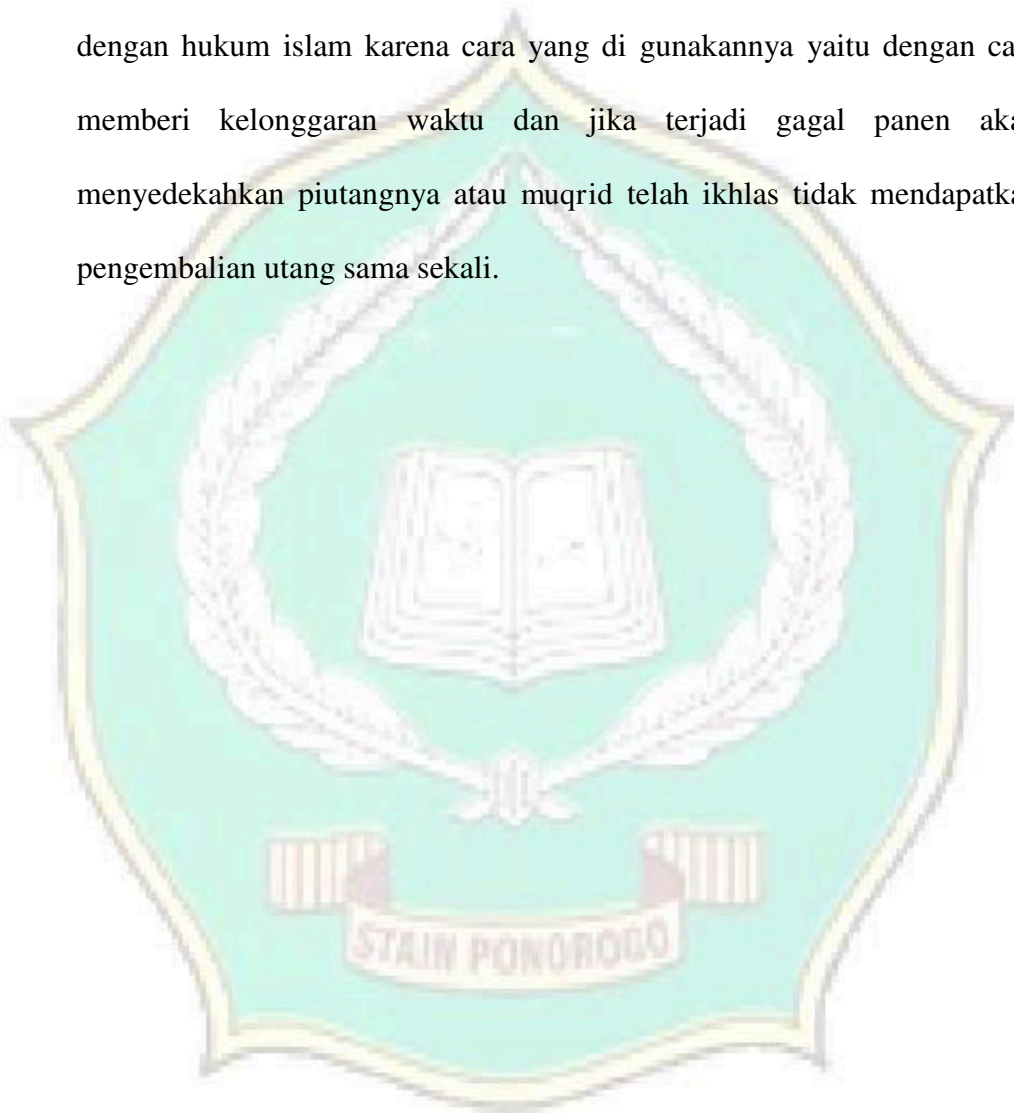 dengan hukum islam karena cara yang di gunakannya yaitu dengan ca
memberi kelonggaran waktu dan jika terjadi gagal panen aka
menyedekahkan piutangnya atau muqrid telah ikhlas tidak mendapatka
pengembalian utang sama sekali.
STAIN PONOROGO